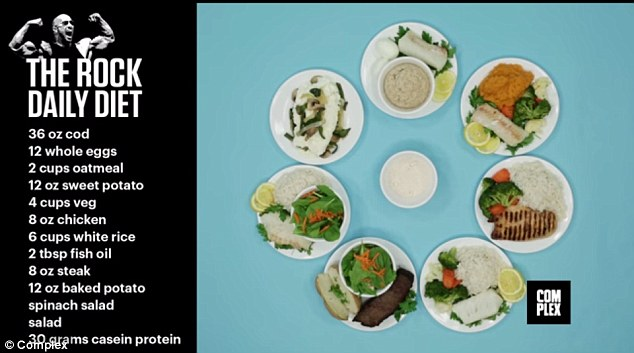 THE ROCK
DAILY DIET
36 oz cod
12 whole eggs
2 cups oatmeal
12 oz sweet potato
4 cups veg
8 oz chicken
6 cups white rice
2 tbsp fish oil
8 oz steak
12 oz baked potato
spinach salad
salad
30 grams casein protein
© Complex
COM
PLEX